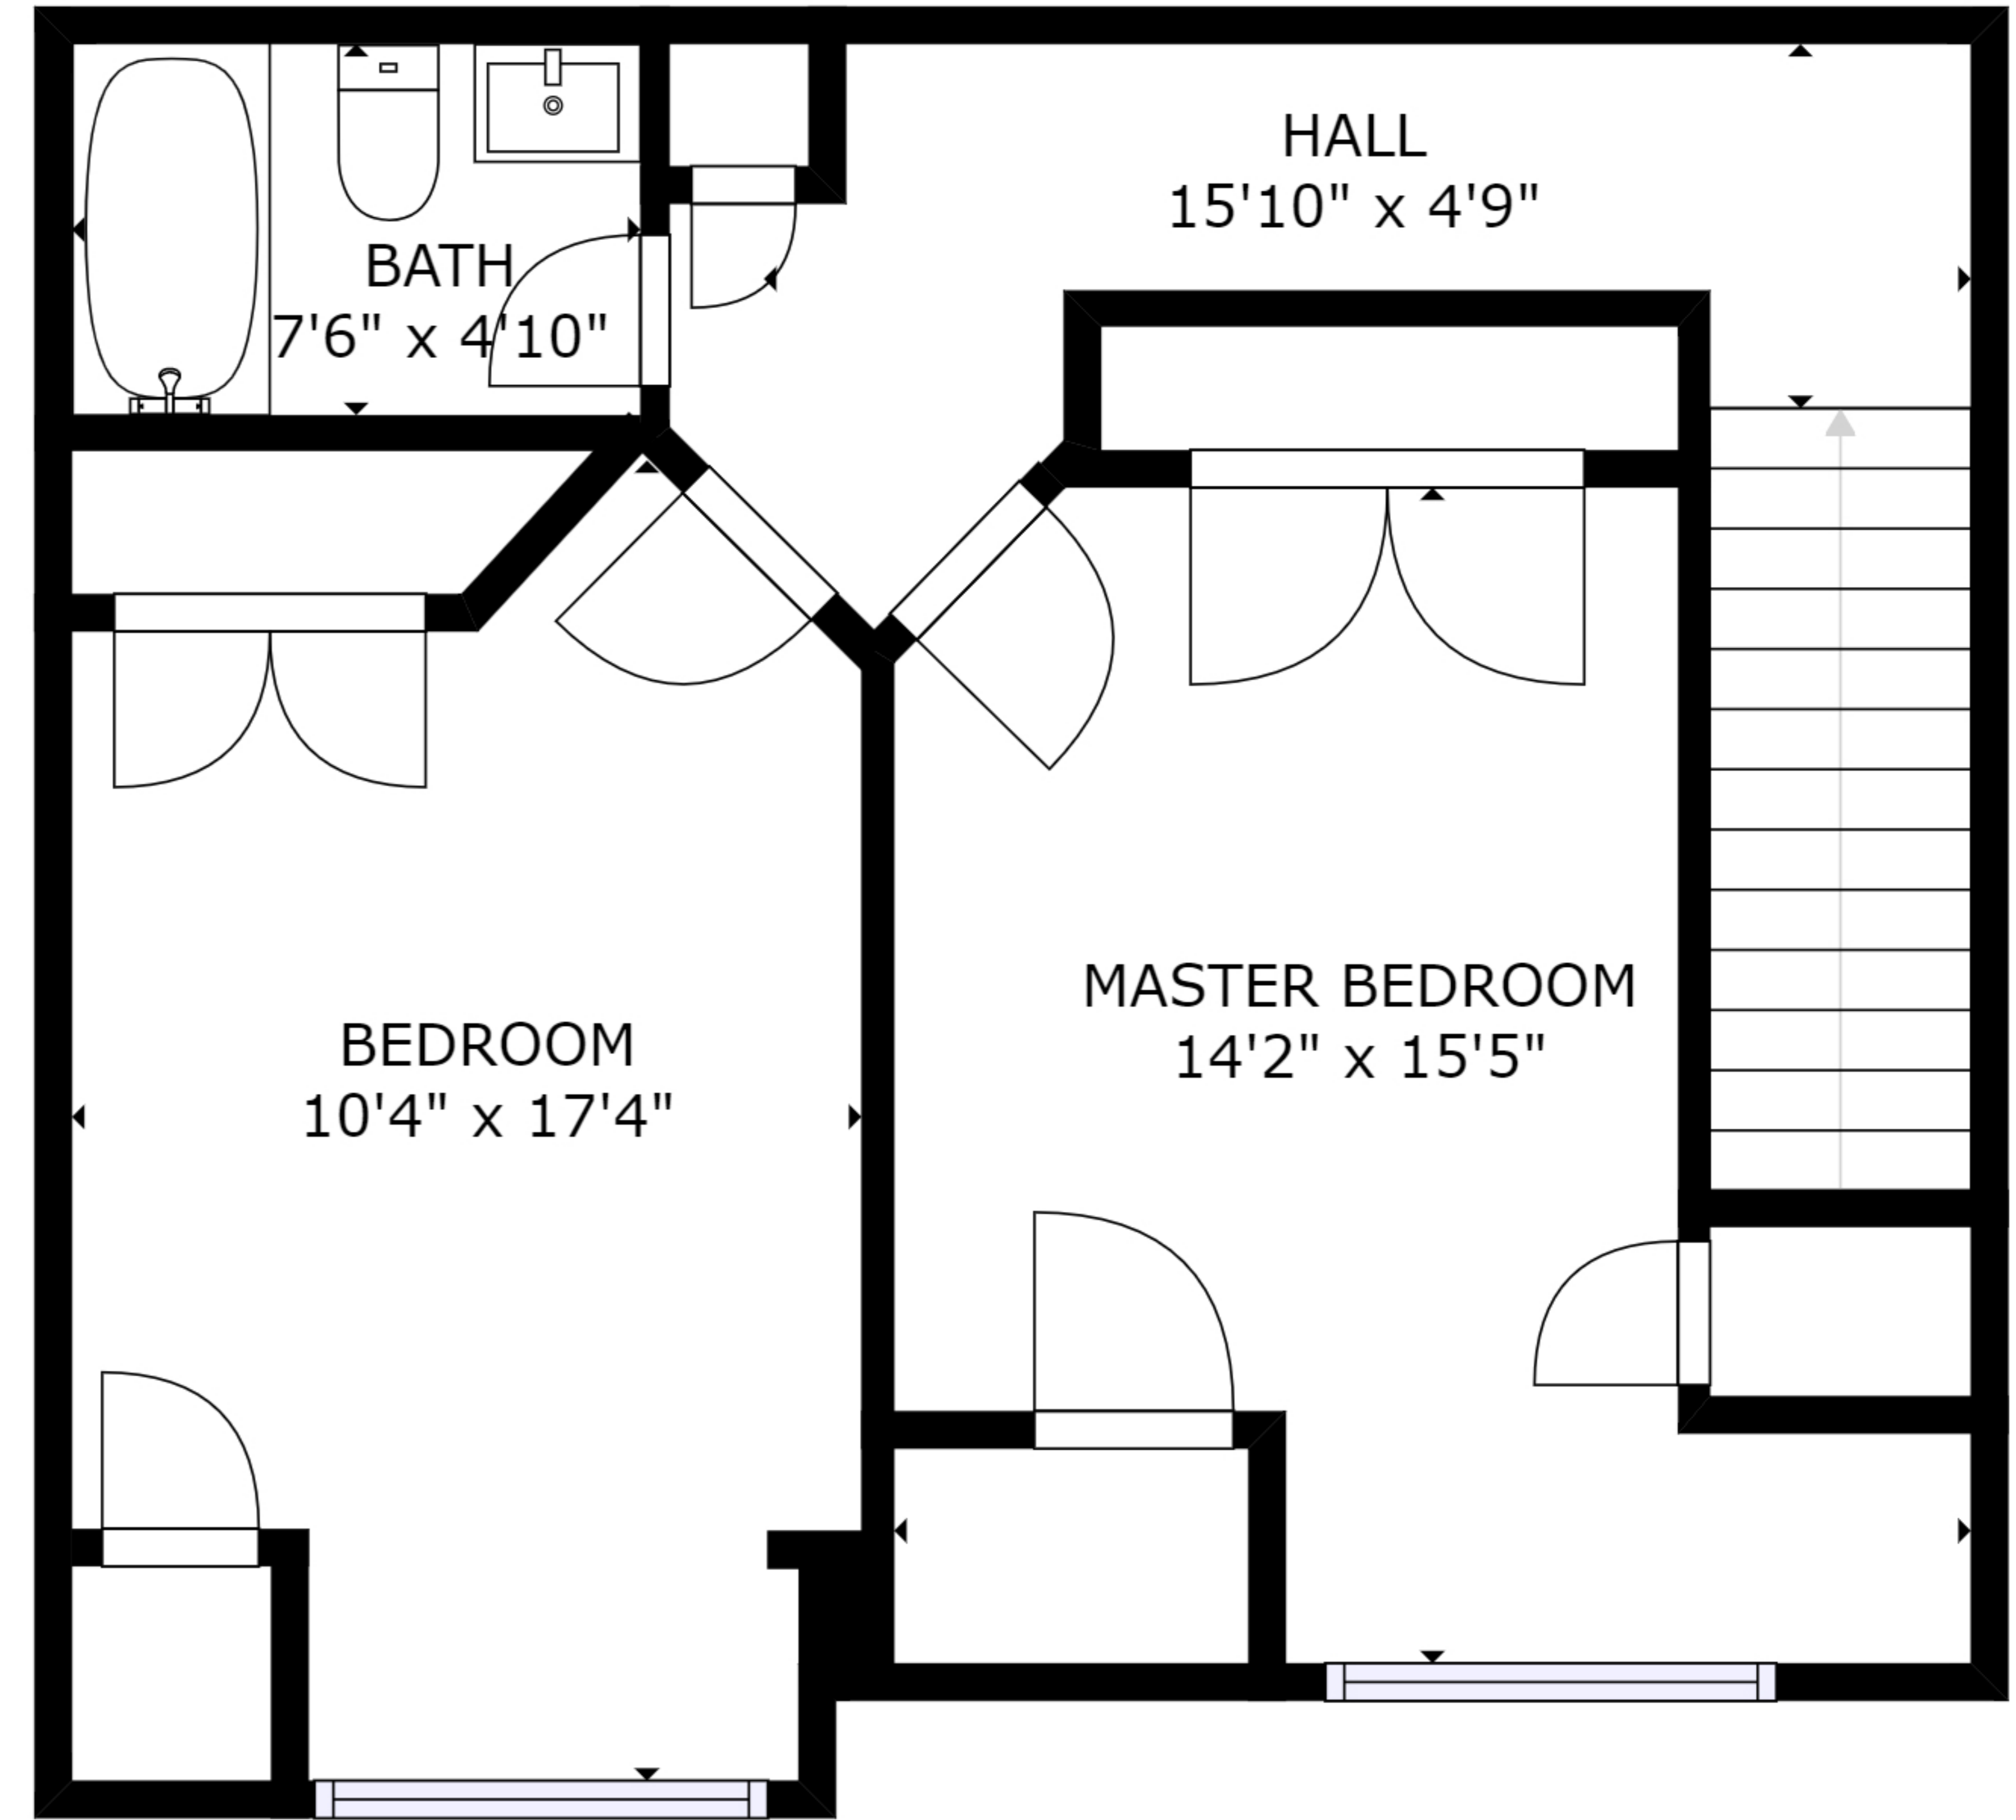 HALL
15'10" x 4'9"
BATH
7'6" x 4'10"
MASTER BEDROOM
14'2" x 15'5"
BEDROOM
10'4" x 17'4"